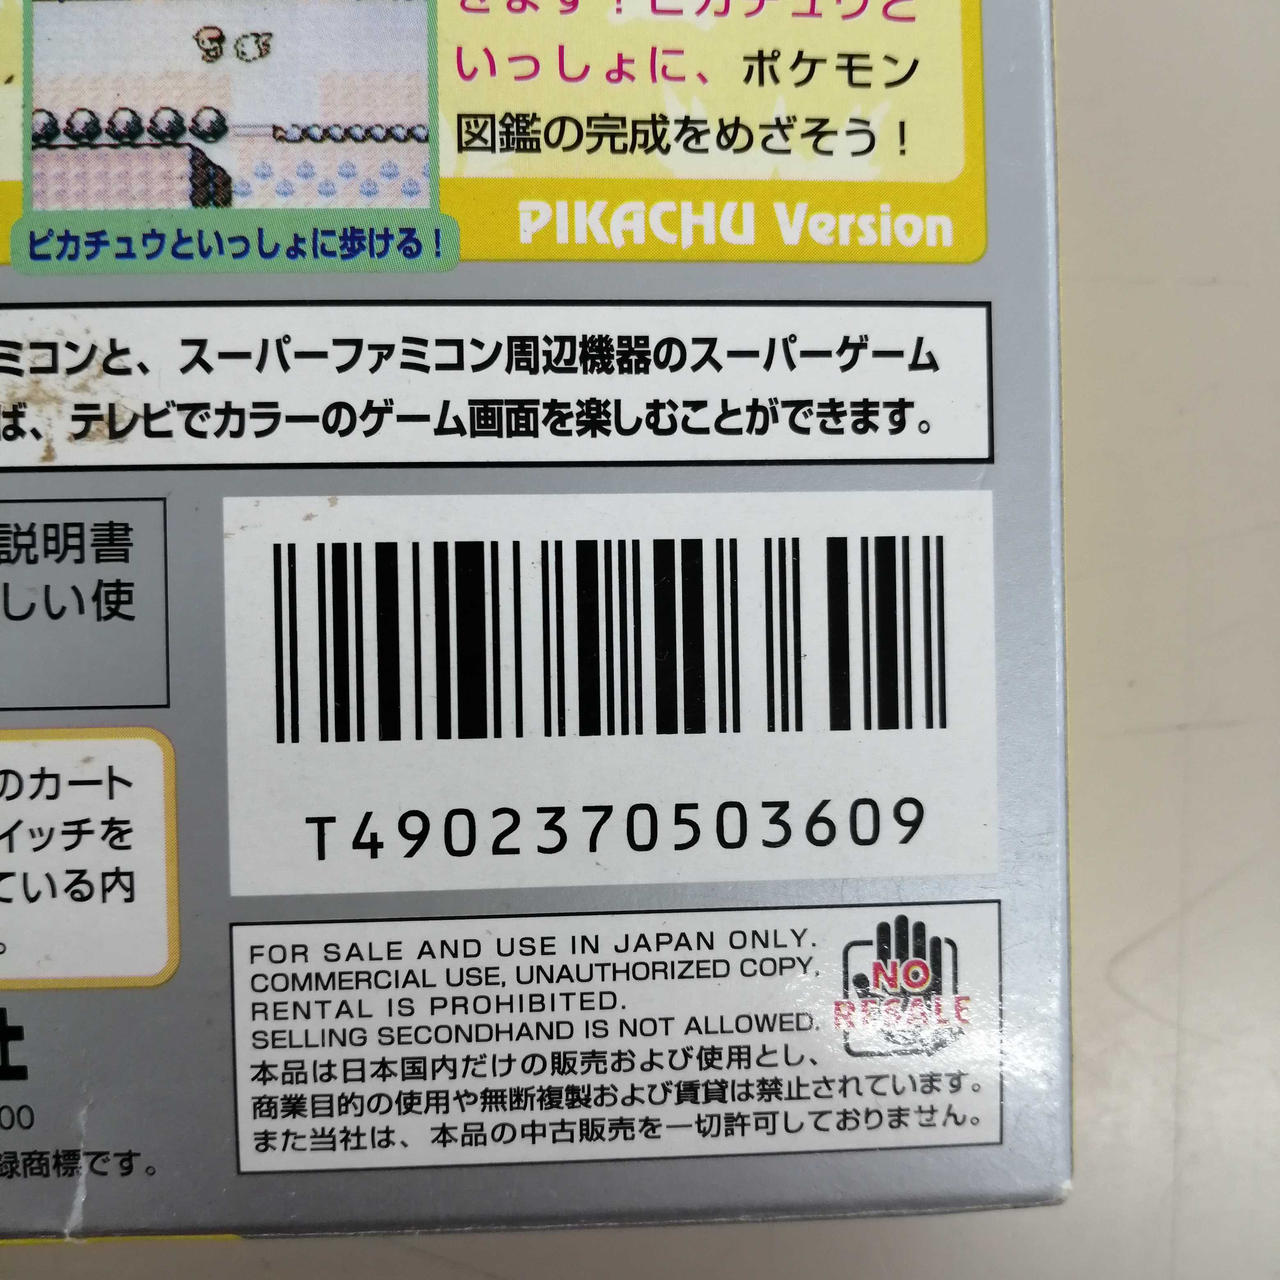 きます！ピカチュウと
いっしょに、ポケモン
図鑑の完成をめざそう！
PIKACHU Version
ピカチュウといっしょに歩ける！
ミコンと、スーパーファミコン周辺機器のスーパーゲーム
ば、テレビでカラーのゲーム画面を楽しむことができます。
説明書
しい使
T4902370503609
のカート
イッチを
ている内
。
社
00
録商標です。
FOR SALE AND USE IN JAPAN ONLY.
COMMERCIAL USE, UNAUTHORIZED COPY,
RENTAL IS PROHIBITED.
SELLING SECONDHAND IS NOT ALLOWED.
NO
RESALE
本品は日本国内だけの販売および使用とし、
商業目的の使用や無断複製および賃貸は禁止されています。
また当社は、本品の中古販売を一切許可しておりません。